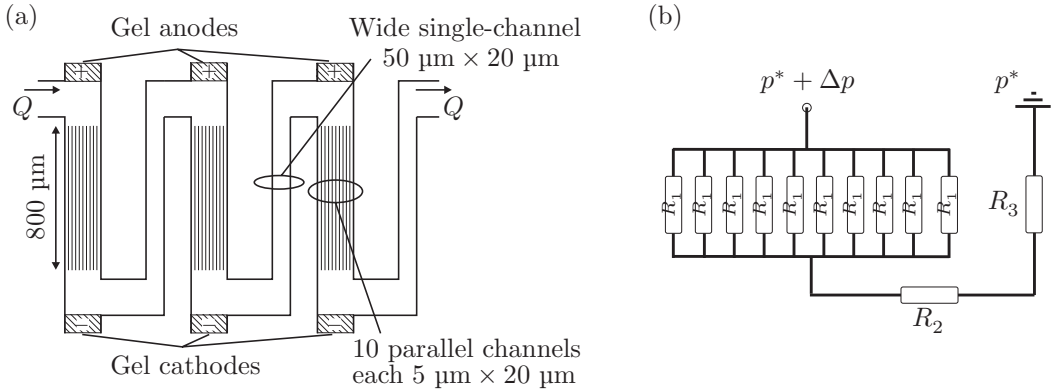 (a)
Gel anodes
Wide single-channel
50 µm × 20 µm
+ + +
Q
Q
800 µm
− − −
Gel cathodes
10 parallel channels
each 5 µm × 20 µm
(b)
p* + Δp
p*
R₁ R₁ R₁ R₁ R₁ R₁ R₁ R₁ R₁ R₁
R₃
R₂